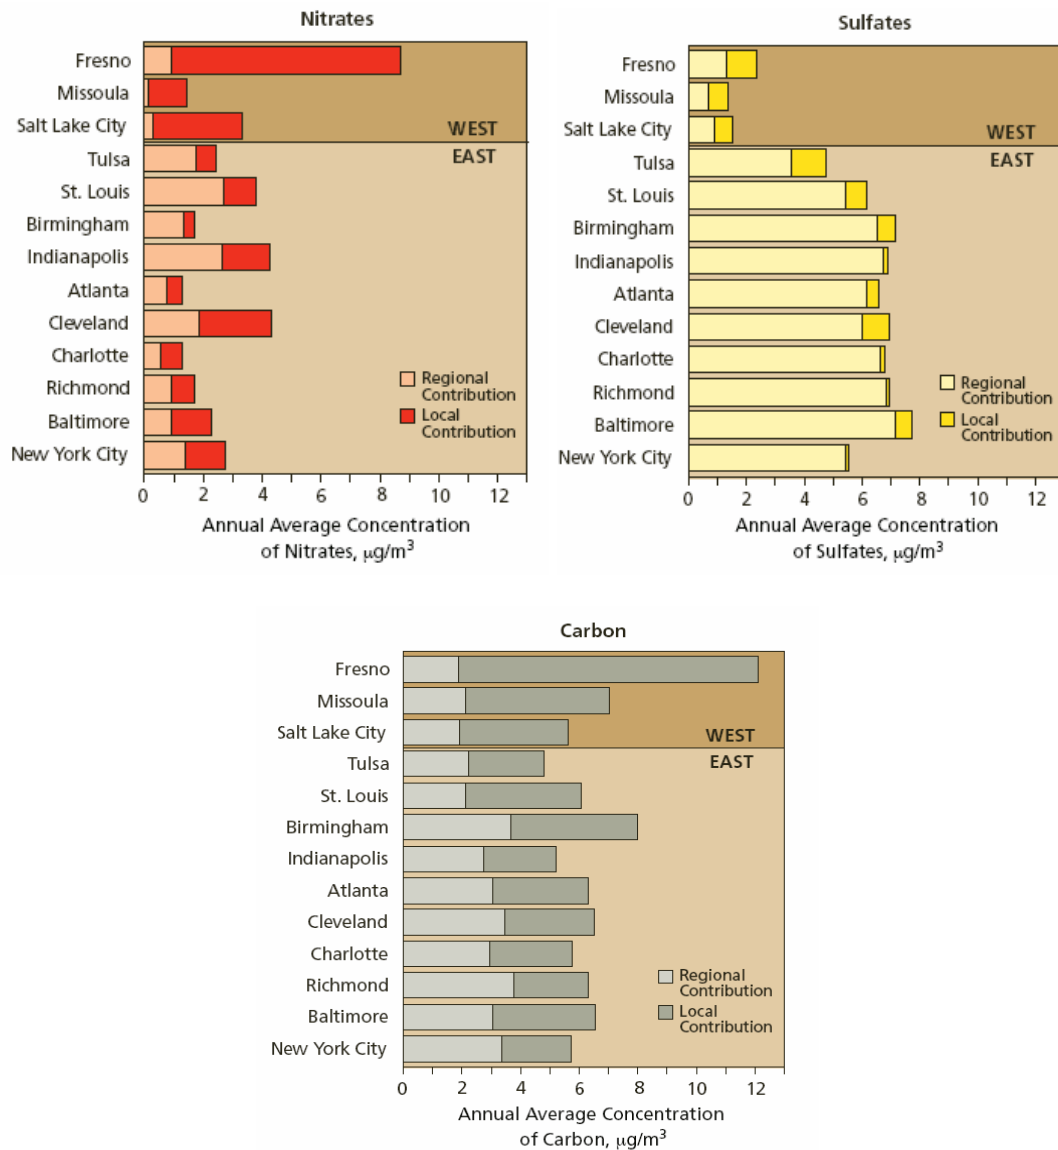 Nitrates
Fresno
Missoula
Salt Lake City
WEST
EAST
Tulsa
St. Louis
Birmingham
Indianapolis
Atlanta
Cleveland
Charlotte
Richmond
Baltimore
New York City
Regional
Contribution
Local
Contribution
0 2 4 6 8 10 12
Annual Average Concentration
of Nitrates, µg/m³
Sulfates
Fresno
Missoula
Salt Lake City
WEST
EAST
Tulsa
St. Louis
Birmingham
Indianapolis
Atlanta
Cleveland
Charlotte
Richmond
Baltimore
New York City
Regional
Contribution
Local
Contribution
0 2 4 6 8 10 12
Annual Average Concentration
of Sulfates, µg/m³
Carbon
Fresno
Missoula
Salt Lake City
WEST
EAST
Tulsa
St. Louis
Birmingham
Indianapolis
Atlanta
Cleveland
Charlotte
Richmond
Baltimore
New York City
Regional
Contribution
Local
Contribution
0 2 4 6 8 10 12
Annual Average Concentration
of Carbon, µg/m³